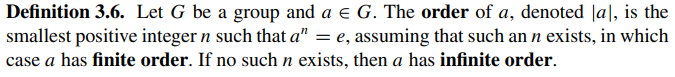 Definition 3.6. Let G be a group and a ∈ G. The order of a, denoted |a|, is the
smallest positive integer n such that aⁿ = e, assuming that such an n exists, in which
case a has finite order. If no such n exists, then a has infinite order.